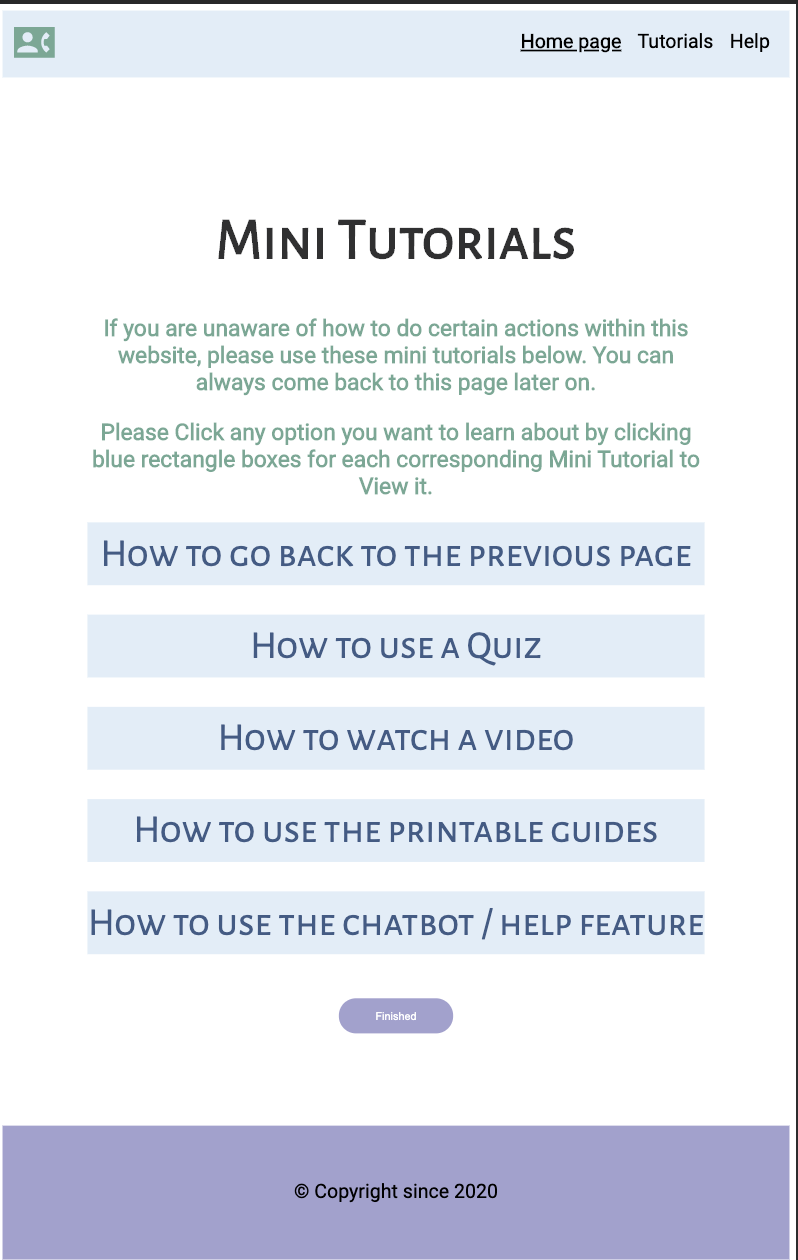 Home page Tutorials Help
Mini Tutorials
If you are unaware of how to do certain actions within this
website, please use these mini tutorials below. You can
always come back to this page later on.
Please Click any option you want to learn about by clicking
blue rectangle boxes for each corresponding Mini Tutorial to
View it.
How to go back to the previous page
How to use a Quiz
How to watch a video
How to use the printable guides
How to use the chatbot / help feature
Finished
© Copyright since 2020